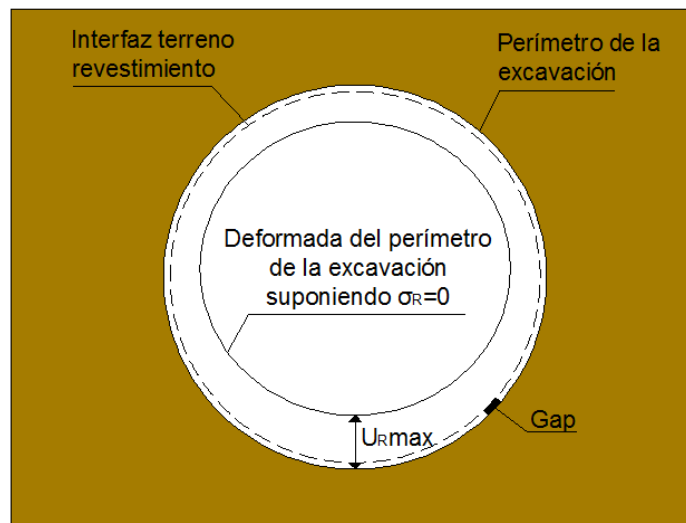 Interfaz terreno
revestimiento
Perímetro de la
excavación
Deformada del perímetro
de la excavación
suponiendo σR=0
URmax
Gap